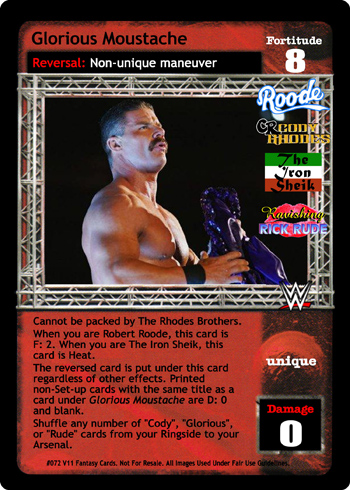 Glorious Moustache
Fortitude
8
Reversal: Non-unique maneuver
Roode
CR CODY
RHODES
The
Iron
Sheik
Ravishing
RICK RUDE
W
Cannot be packed by The Rhodes Brothers.
When you are Robert Roode, this card is
F: 2. When you are The Iron Sheik, this
card is Heat.
The reversed card is put under this card
regardless of other effects. Printed
non-Set-up cards with the same title as a
card under Glorious Moustache are D: 0
and blank.
Shuffle any number of "Cody", "Glorious",
or "Rude" cards from your Ringside to your
Arsenal.
unique
Damage
0
#072 V11 Fantasy Cards. Not For Resale. All Images Used Under Fair Use Guidelines.